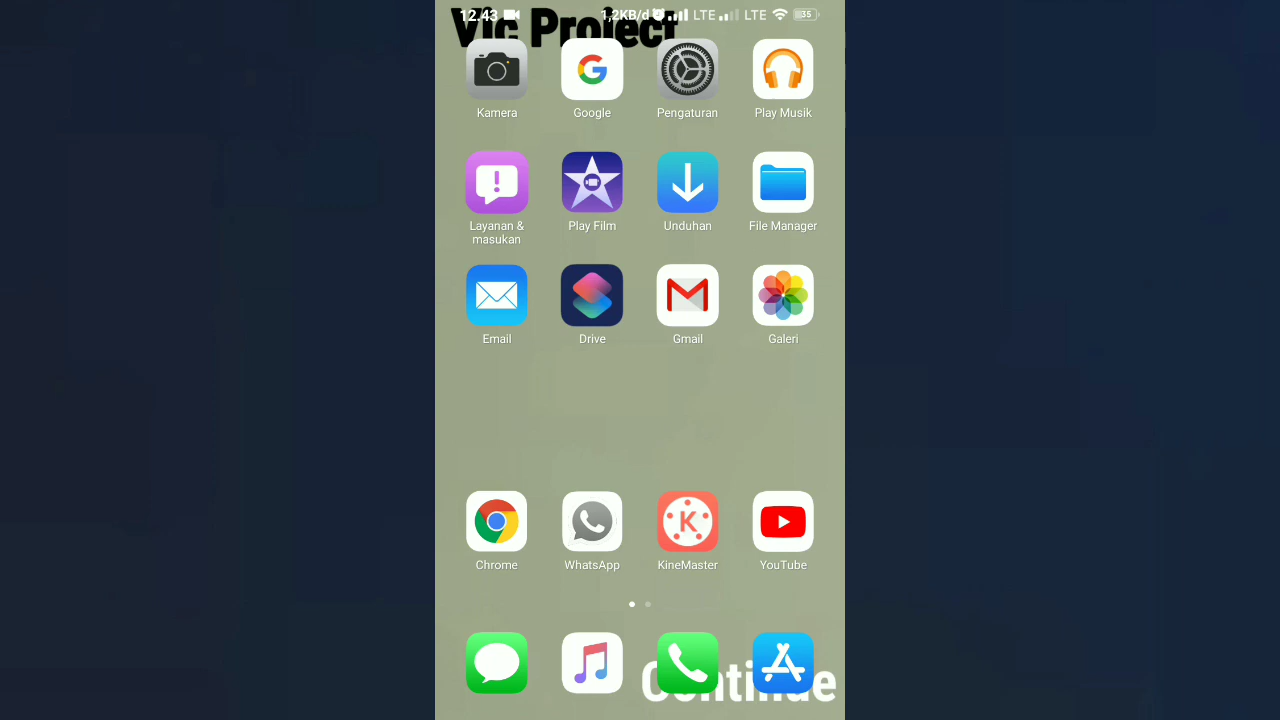 Vic Project
12.43 1,2KB/d LTE LTE 35
Kamera Google Pengaturan Play Musik
Layanan & masukan Play Film Unduhan File Manager
Email Drive Gmail Galeri
Chrome WhatsApp KineMaster YouTube
Continue